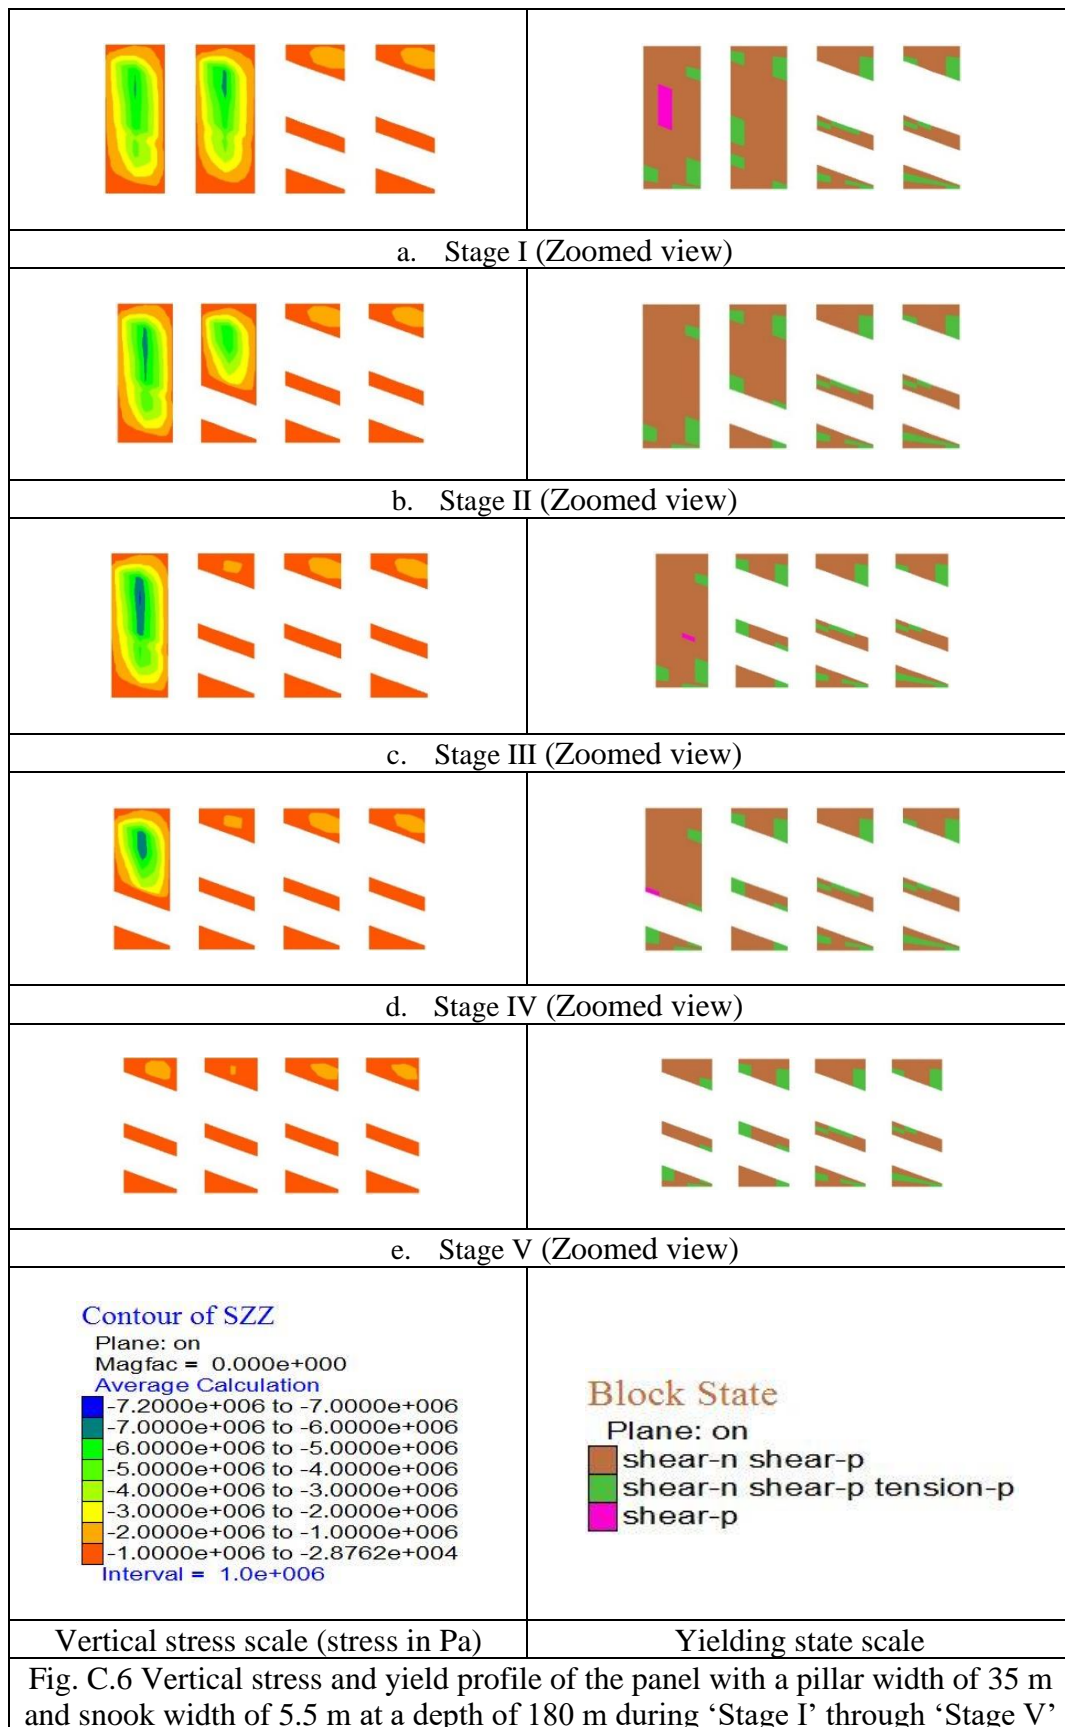 a. Stage I (Zoomed view)
b. Stage II (Zoomed view)
c. Stage III (Zoomed view)
d. Stage IV (Zoomed view)
e. Stage V (Zoomed view)
Contour of SZZ
Plane: on
Magfac = 0.000e+000
Average Calculation
-7.2000e+006 to -7.0000e+006
-7.0000e+006 to -6.0000e+006
-6.0000e+006 to -5.0000e+006
-5.0000e+006 to -4.0000e+006
-4.0000e+006 to -3.0000e+006
-3.0000e+006 to -2.0000e+006
-2.0000e+006 to -1.0000e+006
-1.0000e+006 to -2.8762e+004
Interval = 1.0e+006
Block State
Plane: on
shear-n shear-p
shear-n shear-p tension-p
shear-p
Vertical stress scale (stress in Pa)
Yielding state scale
Fig. C.6 Vertical stress and yield profile of the panel with a pillar width of 35 m
and snook width of 5.5 m at a depth of 180 m during ‘Stage I’ through ‘Stage V’